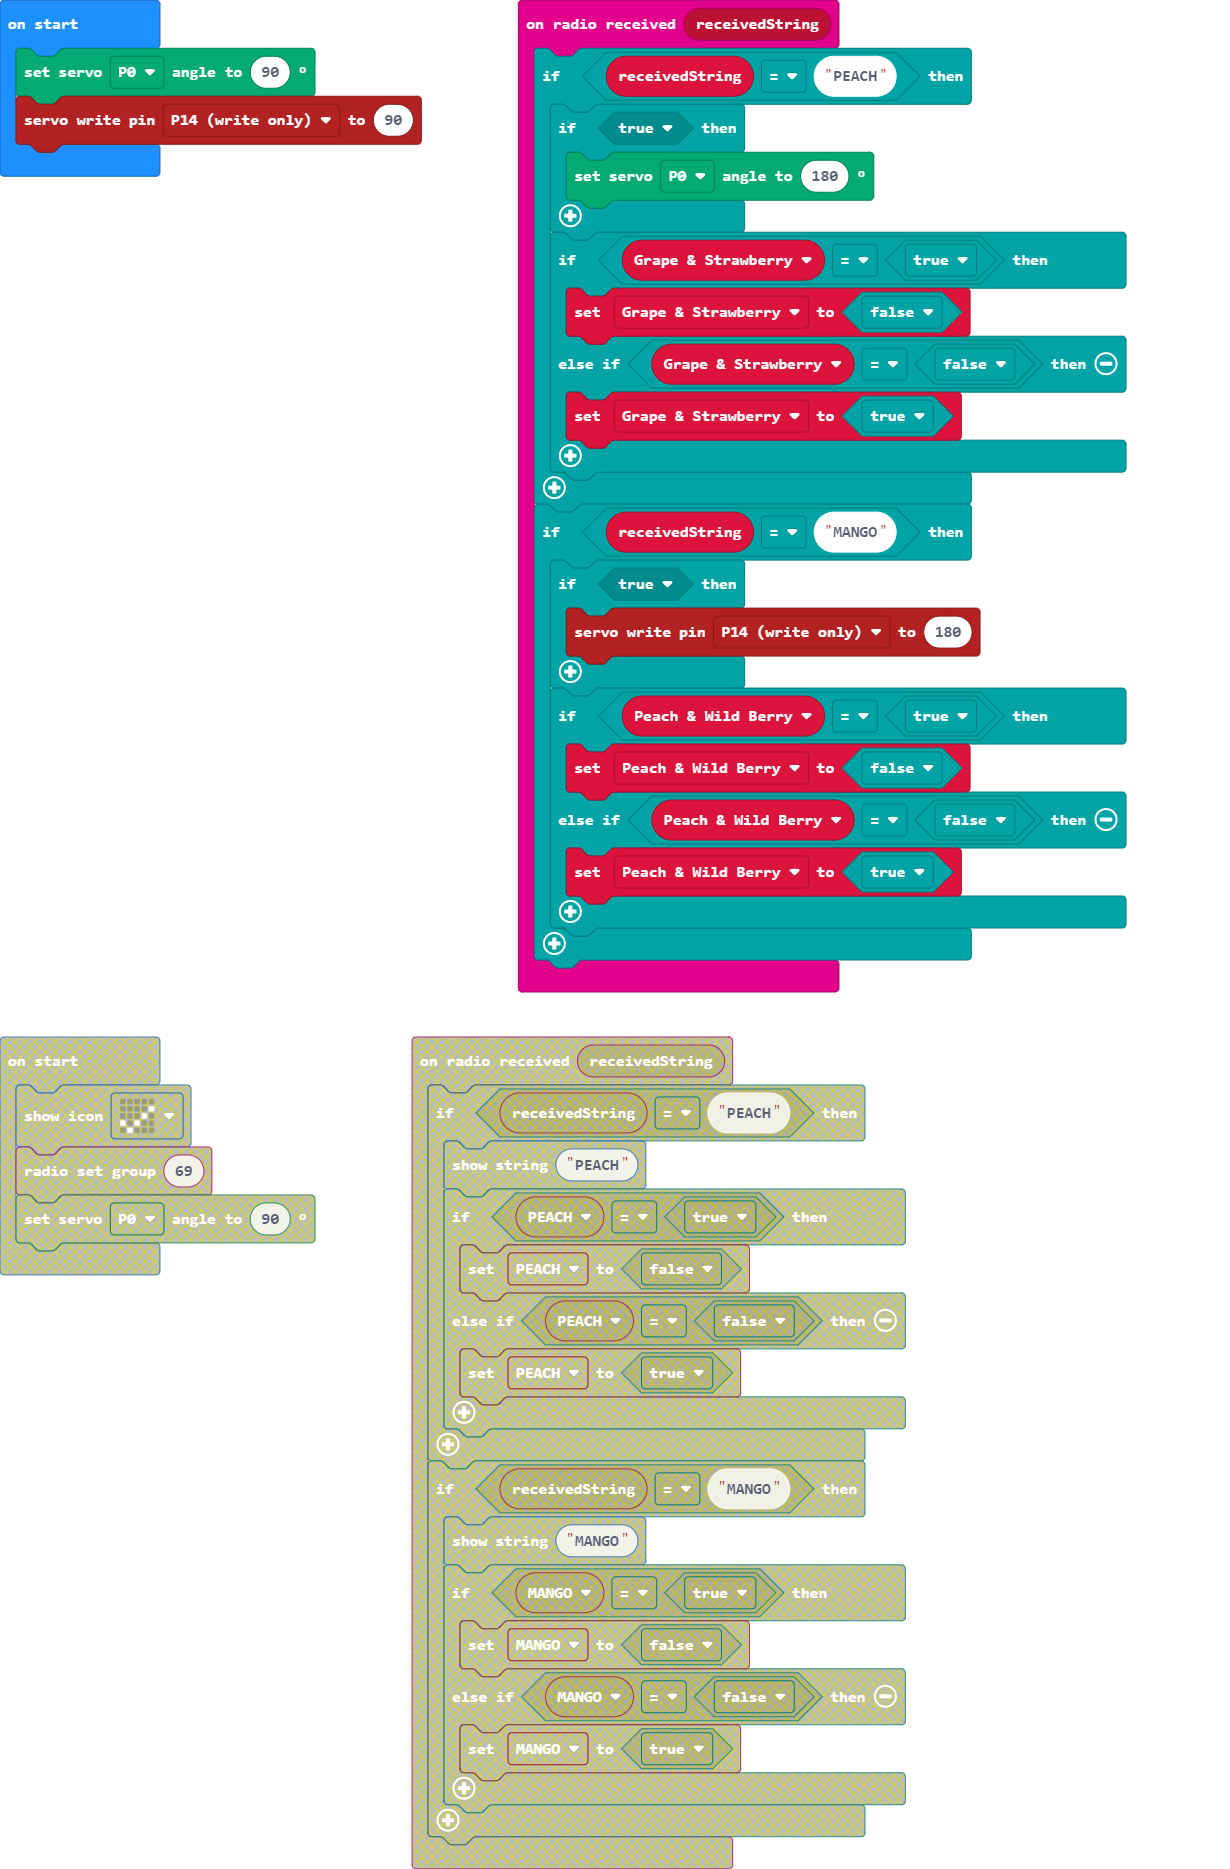 on start
set servo P0 angle to 90 °
servo write pin P14 (write only) to 90
on radio received receivedString
if receivedString = "PEACH" then
if true then
set servo P0 angle to 180 °
if Grape & Strawberry = true then
set Grape & Strawberry to false
else if Grape & Strawberry = false then
set Grape & Strawberry to true
if receivedString = "MANGO" then
if true then
servo write pin P14 (write only) to 180
if Peach & Wild Berry = true then
set Peach & Wild Berry to false
else if Peach & Wild Berry = false then
set Peach & Wild Berry to true
on start
show icon
radio set group 69
set servo P0 angle to 90 °
on radio received receivedString
if receivedString = "PEACH" then
show string "PEACH"
if PEACH = true then
set PEACH to false
else if PEACH = false then
set PEACH to true
if receivedString = "MANGO" then
show string "MANGO"
if MANGO = true then
set MANGO to false
else if MANGO = false then
set MANGO to true